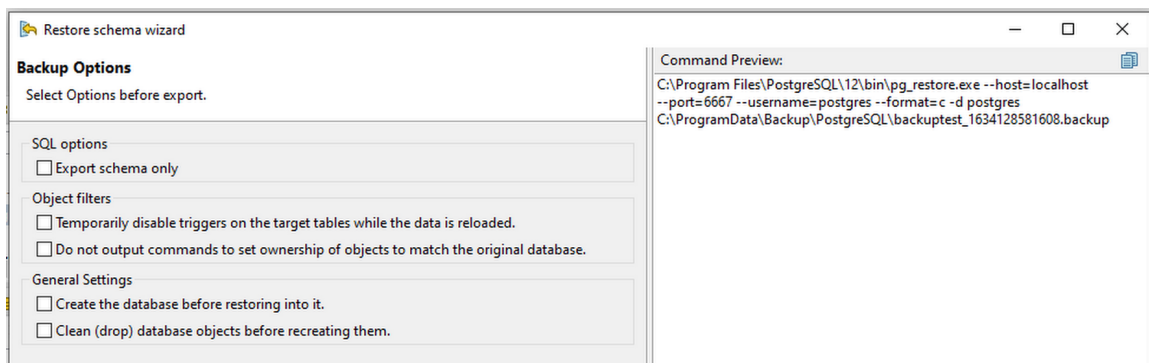 Restore schema wizard
Backup Options
Select Options before export.
SQL options
Export schema only
Object filters
Temporarily disable triggers on the target tables while the data is reloaded.
Do not output commands to set ownership of objects to match the original database.
General Settings
Create the database before restoring into it.
Clean (drop) database objects before recreating them.
Command Preview:
C:\Program Files\PostgreSQL\12\bin\pg_restore.exe --host=localhost
--port=6667 --username=postgres --format=c -d postgres
C:\ProgramData\Backup\PostgreSQL\backuptest_1634128581608.backup